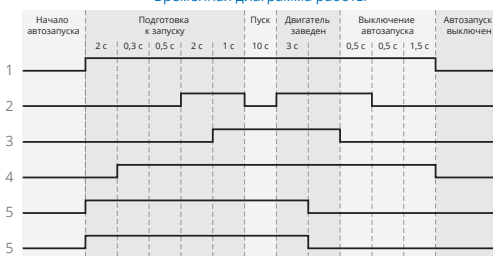 Временная диаграмма работы
Начало автозапуска
Подготовка к запуску
Пуск
Двигатель заведен
Выключение автозапуска
Автозапуск выключен
2 с 0,3 с 0,5 с 2 с 1 с 10 с 3 с 0,5 с 0,5 с 1,5 с
1
2
3
4
5
5